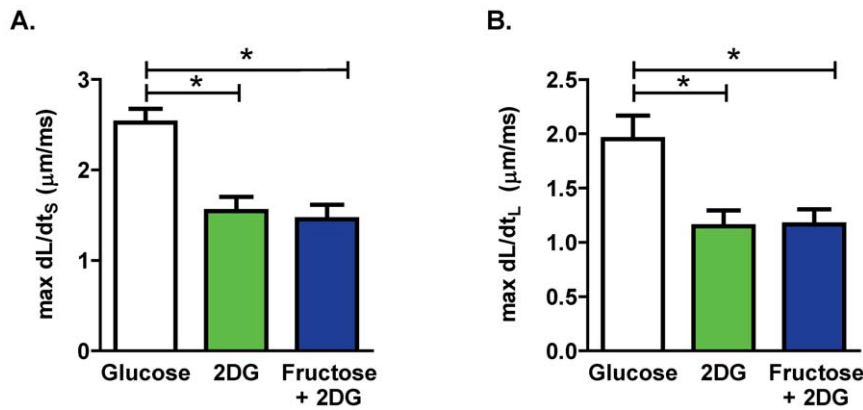 A.
*
*
max dL/dtS (μm/ms)
3
2
1
0
Glucose
2DG
Fructose
+ 2DG
B.
*
*
max dL/dtL (μm/ms)
2.5
2.0
1.5
1.0
0.5
0.0
Glucose
2DG
Fructose
+ 2DG